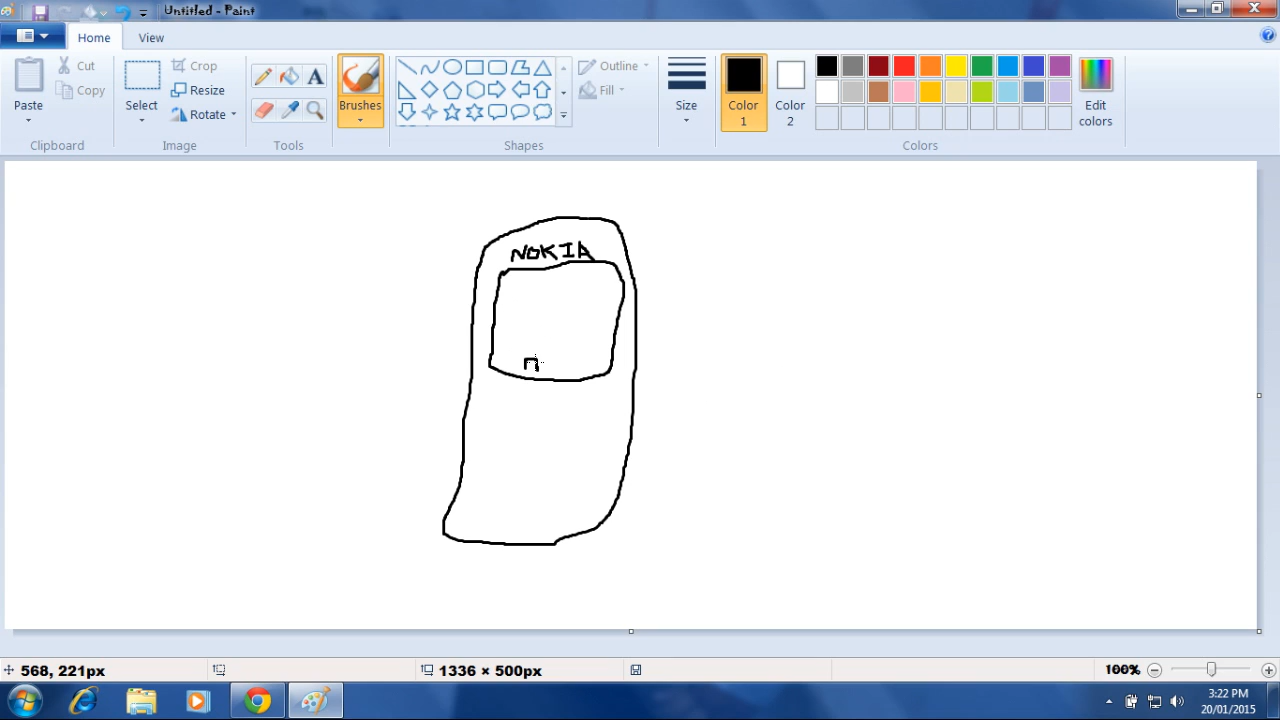 Untitled - Paint
Home View
Paste
Cut
Copy
Clipboard
Select
Crop
Resize
Rotate
Image
A
Tools
Brushes
Outline
Fill
Shapes
Size
Color 1
Color 2
Edit colors
Colors
NOKIA
568, 221px
1336 × 500px
100%
3:22 PM
20/01/2015